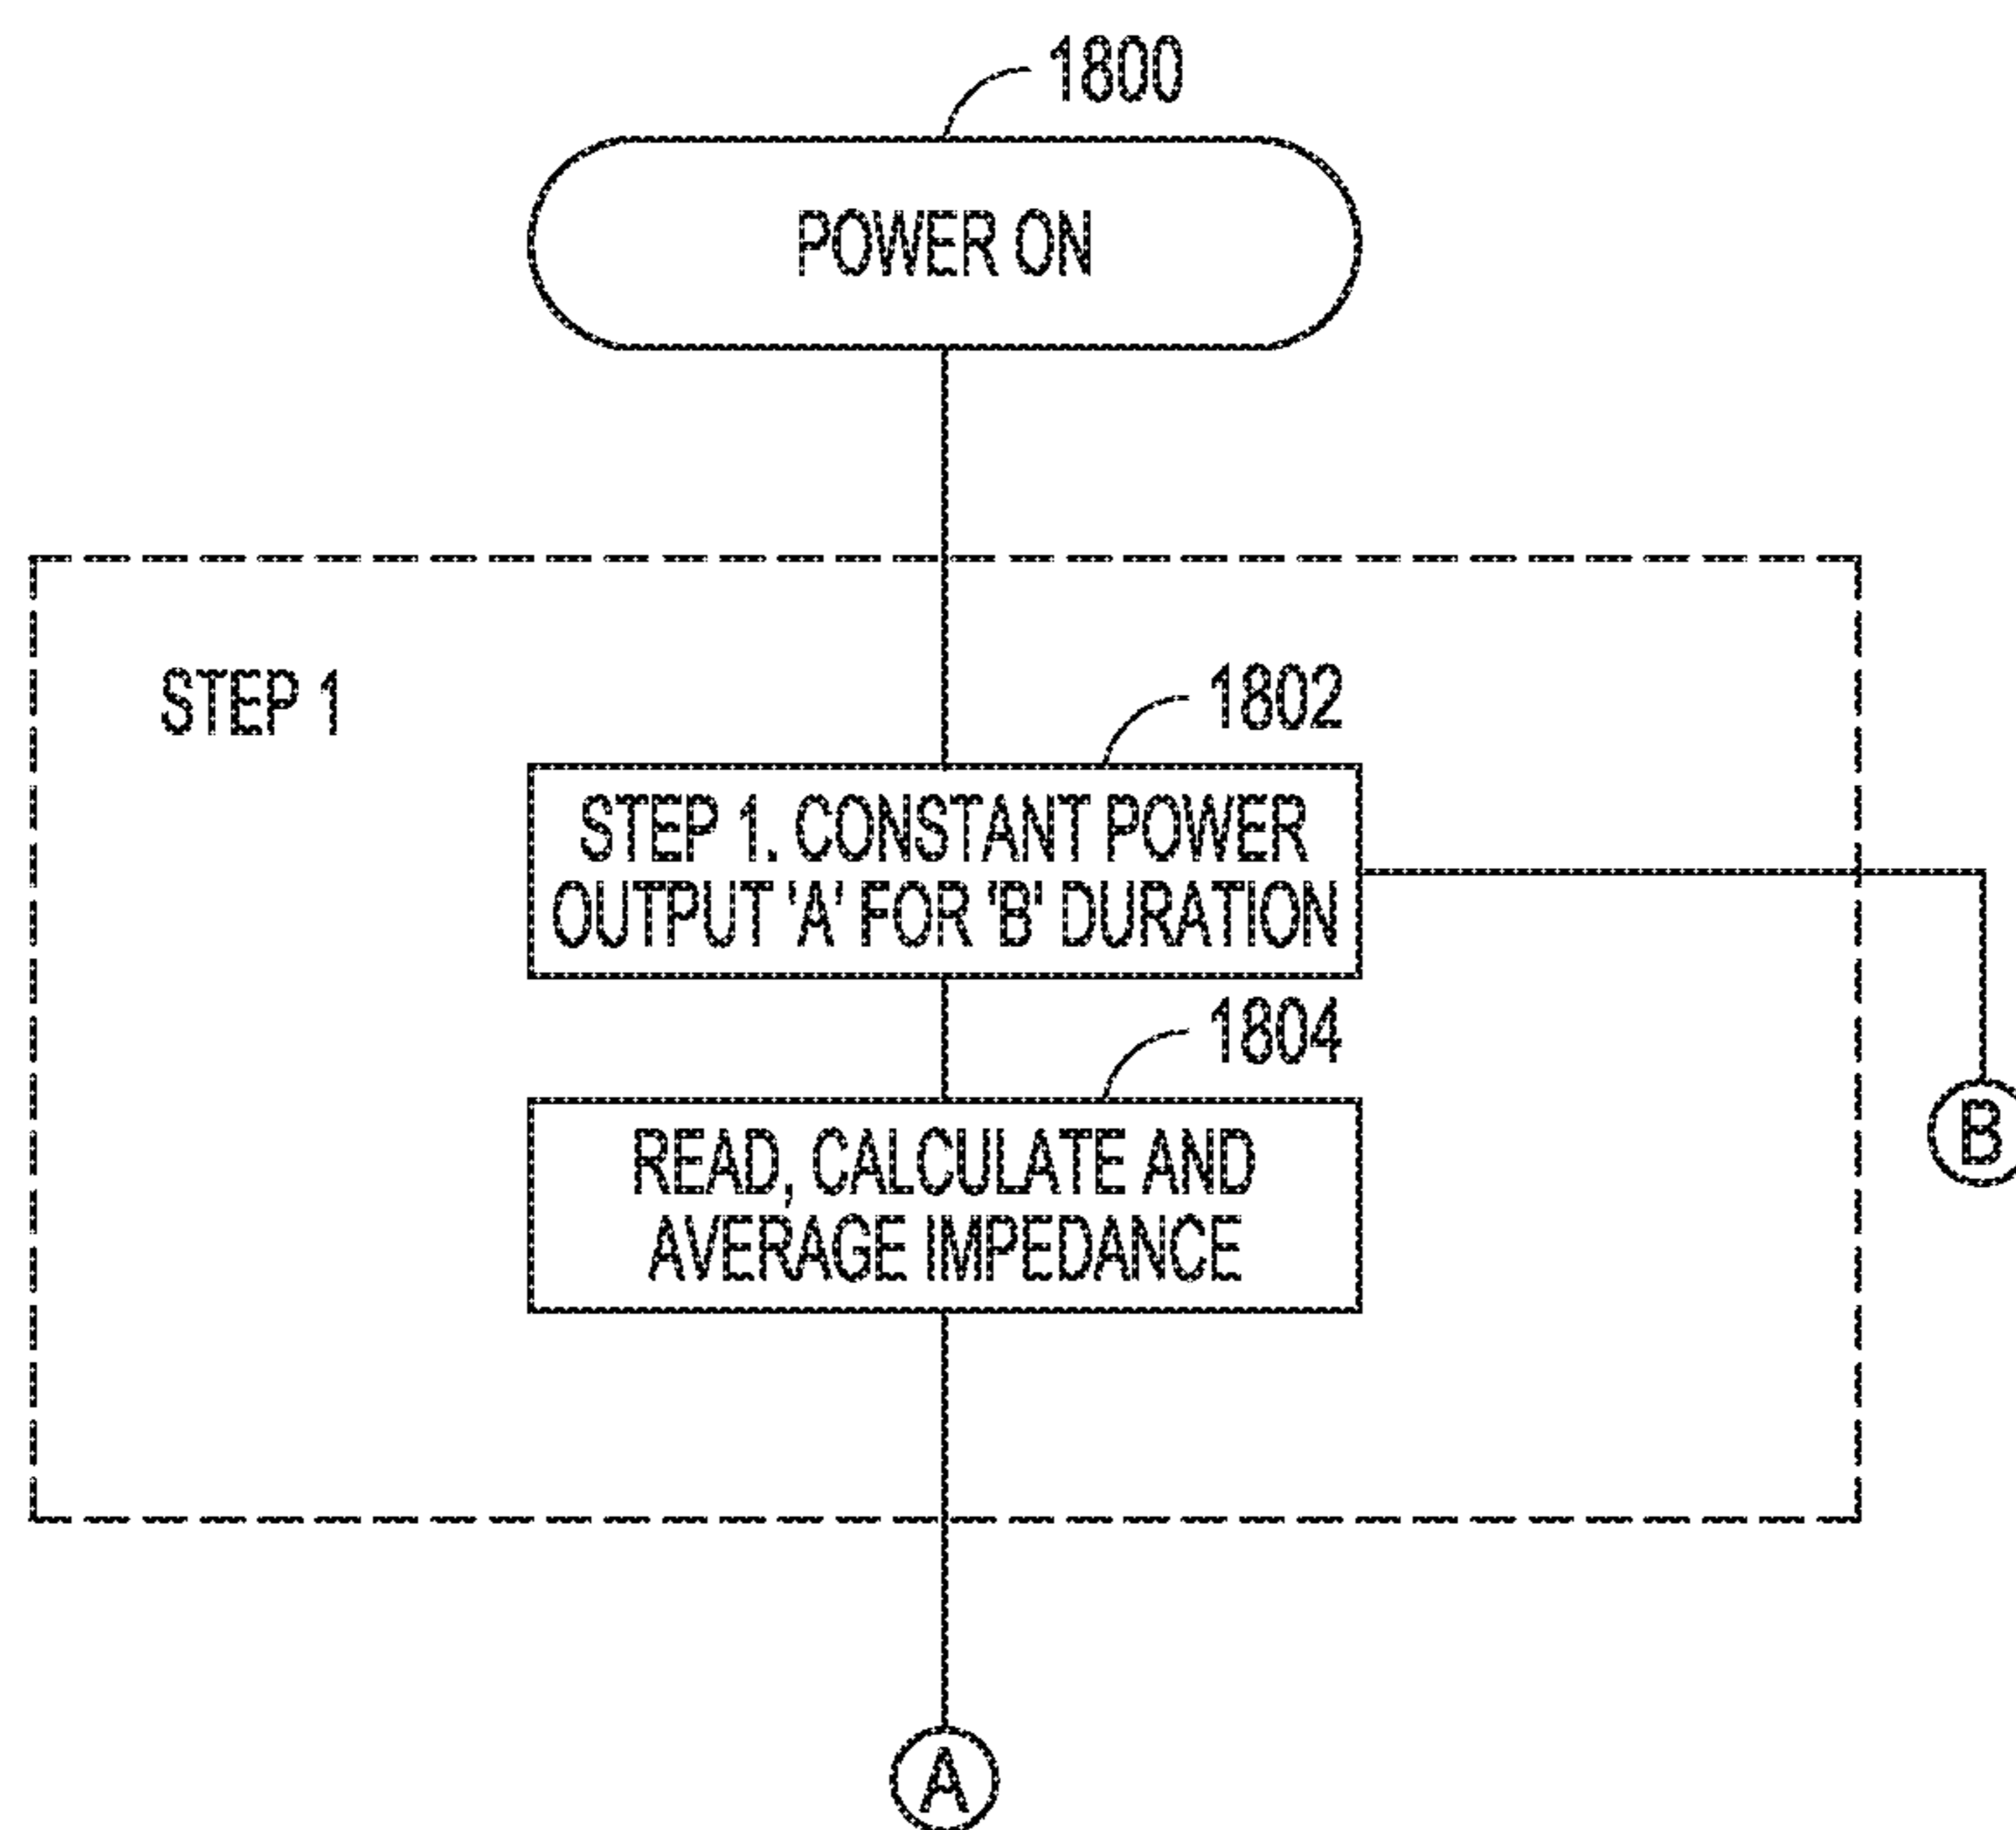 1800
POWER ON
STEP 1
1802
STEP 1. CONSTANT POWER
OUTPUT 'A' FOR 'B' DURATION
1804
READ, CALCULATE AND
AVERAGE IMPEDANCE
B
A